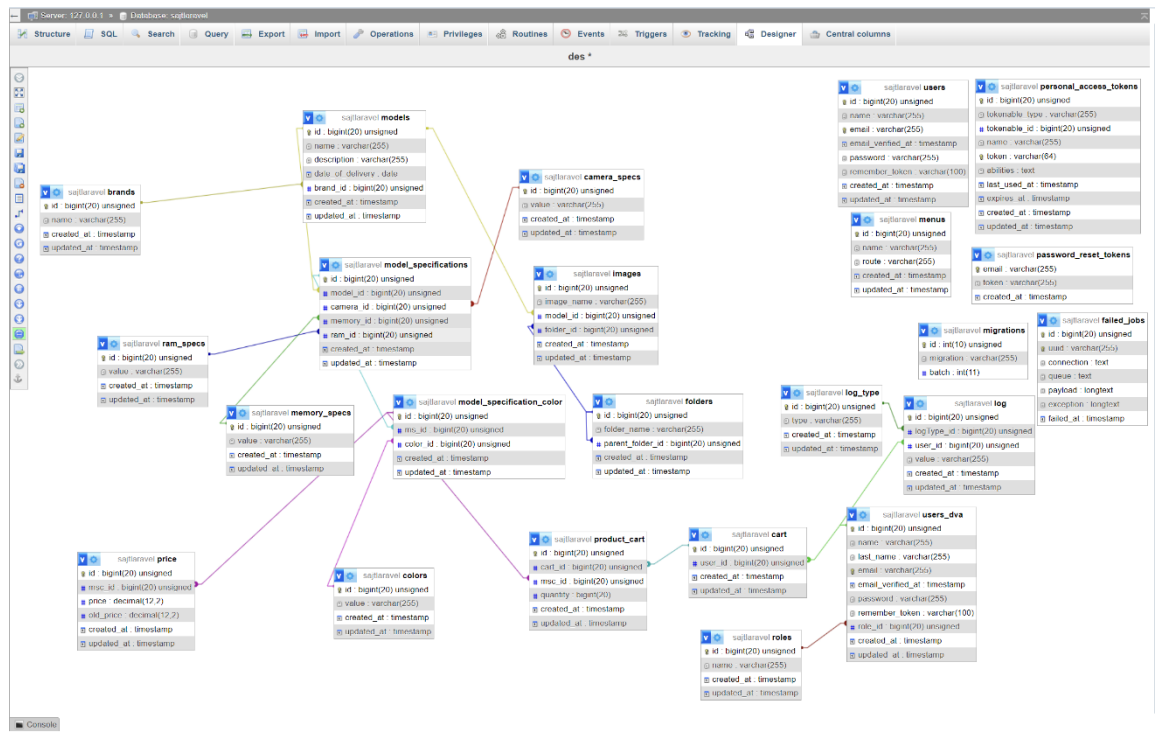 Server: 127.0.0.1 » Database: sajtlaravel
Structure SQL Search Query Export Import Operations Privileges Routines Events Triggers Tracking Designer Central columns
des *
sajtlaravel users
id : bigint(20) unsigned
name : varchar(255)
email : varchar(255)
email_verified_at : timestamp
password : varchar(255)
remember_token : varchar(100)
created_at : timestamp
updated_at : timestamp
sajtlaravel personal_access_tokens
id : bigint(20) unsigned
tokenable_type : varchar(255)
tokenable_id : bigint(20) unsigned
name : varchar(255)
token : varchar(64)
abilities : text
last_used_at : timestamp
expires_at : timestamp
created_at : timestamp
updated_at : timestamp
sajtlaravel models
id : bigint(20) unsigned
name : varchar(255)
description : varchar(255)
date_of_delivery : date
brand_id : bigint(20) unsigned
created_at : timestamp
updated_at : timestamp
sajtlaravel brands
id : bigint(20) unsigned
name : varchar(255)
created_at : timestamp
updated_at : timestamp
sajtlaravel camera_specs
id : bigint(20) unsigned
value : varchar(255)
created_at : timestamp
updated_at : timestamp
sajtlaravel menus
id : bigint(20) unsigned
name : varchar(255)
route : varchar(255)
created_at : timestamp
updated_at : timestamp
sajtlaravel password_reset_tokens
email : varchar(255)
token : varchar(255)
created_at : timestamp
sajtlaravel model_specifications
id : bigint(20) unsigned
model_id : bigint(20) unsigned
camera_id : bigint(20) unsigned
memory_id : bigint(20) unsigned
ram_id : bigint(20) unsigned
created_at : timestamp
updated_at : timestamp
sajtlaravel images
id : bigint(20) unsigned
image_name : varchar(255)
model_id : bigint(20) unsigned
folder_id : bigint(20) unsigned
created_at : timestamp
updated_at : timestamp
sajtlaravel migrations
id : int(10) unsigned
migration : varchar(255)
batch : int(11)
sajtlaravel failed_jobs
id : bigint(20) unsigned
uuid : varchar(255)
connection : text
queue : text
payload : longtext
exception : longtext
failed_at : timestamp
sajtlaravel ram_specs
id : bigint(20) unsigned
value : varchar(255)
created_at : timestamp
updated_at : timestamp
sajtlaravel memory_specs
id : bigint(20) unsigned
value : varchar(255)
created_at : timestamp
updated_at : timestamp
sajtlaravel model_specification_color
id : bigint(20) unsigned
ms_id : bigint(20) unsigned
color_id : bigint(20) unsigned
created_at : timestamp
updated_at : timestamp
sajtlaravel folders
id : bigint(20) unsigned
folder_name : varchar(255)
parent_folder_id : bigint(20) unsigned
created_at : timestamp
updated_at : timestamp
sajtlaravel log_type
id : bigint(20) unsigned
type : varchar(255)
created_at : timestamp
updated_at : timestamp
sajtlaravel log
id : bigint(20) unsigned
logType_id : bigint(20) unsigned
user_id : bigint(20) unsigned
value : varchar(255)
created_at : timestamp
updated_at : timestamp
sajtlaravel users_dva
id : bigint(20) unsigned
name : varchar(255)
last_name : varchar(255)
email : varchar(255)
email_verified_at : timestamp
password : varchar(255)
remember_token : varchar(100)
role_id : bigint(20) unsigned
created_at : timestamp
updated_at : timestamp
sajtlaravel price
id : bigint(20) unsigned
msc_id : bigint(20) unsigned
price : decimal(12,2)
old_price : decimal(12,2)
created_at : timestamp
updated_at : timestamp
sajtlaravel colors
id : bigint(20) unsigned
value : varchar(255)
created_at : timestamp
updated_at : timestamp
sajtlaravel product_cart
id : bigint(20) unsigned
cart_id : bigint(20) unsigned
msc_id : bigint(20) unsigned
quantity : bigint(20)
created_at : timestamp
updated_at : timestamp
sajtlaravel cart
id : bigint(20) unsigned
user_id : bigint(20) unsigned
created_at : timestamp
updated_at : timestamp
sajtlaravel roles
id : bigint(20) unsigned
name : varchar(255)
created_at : timestamp
updated_at : timestamp
Console